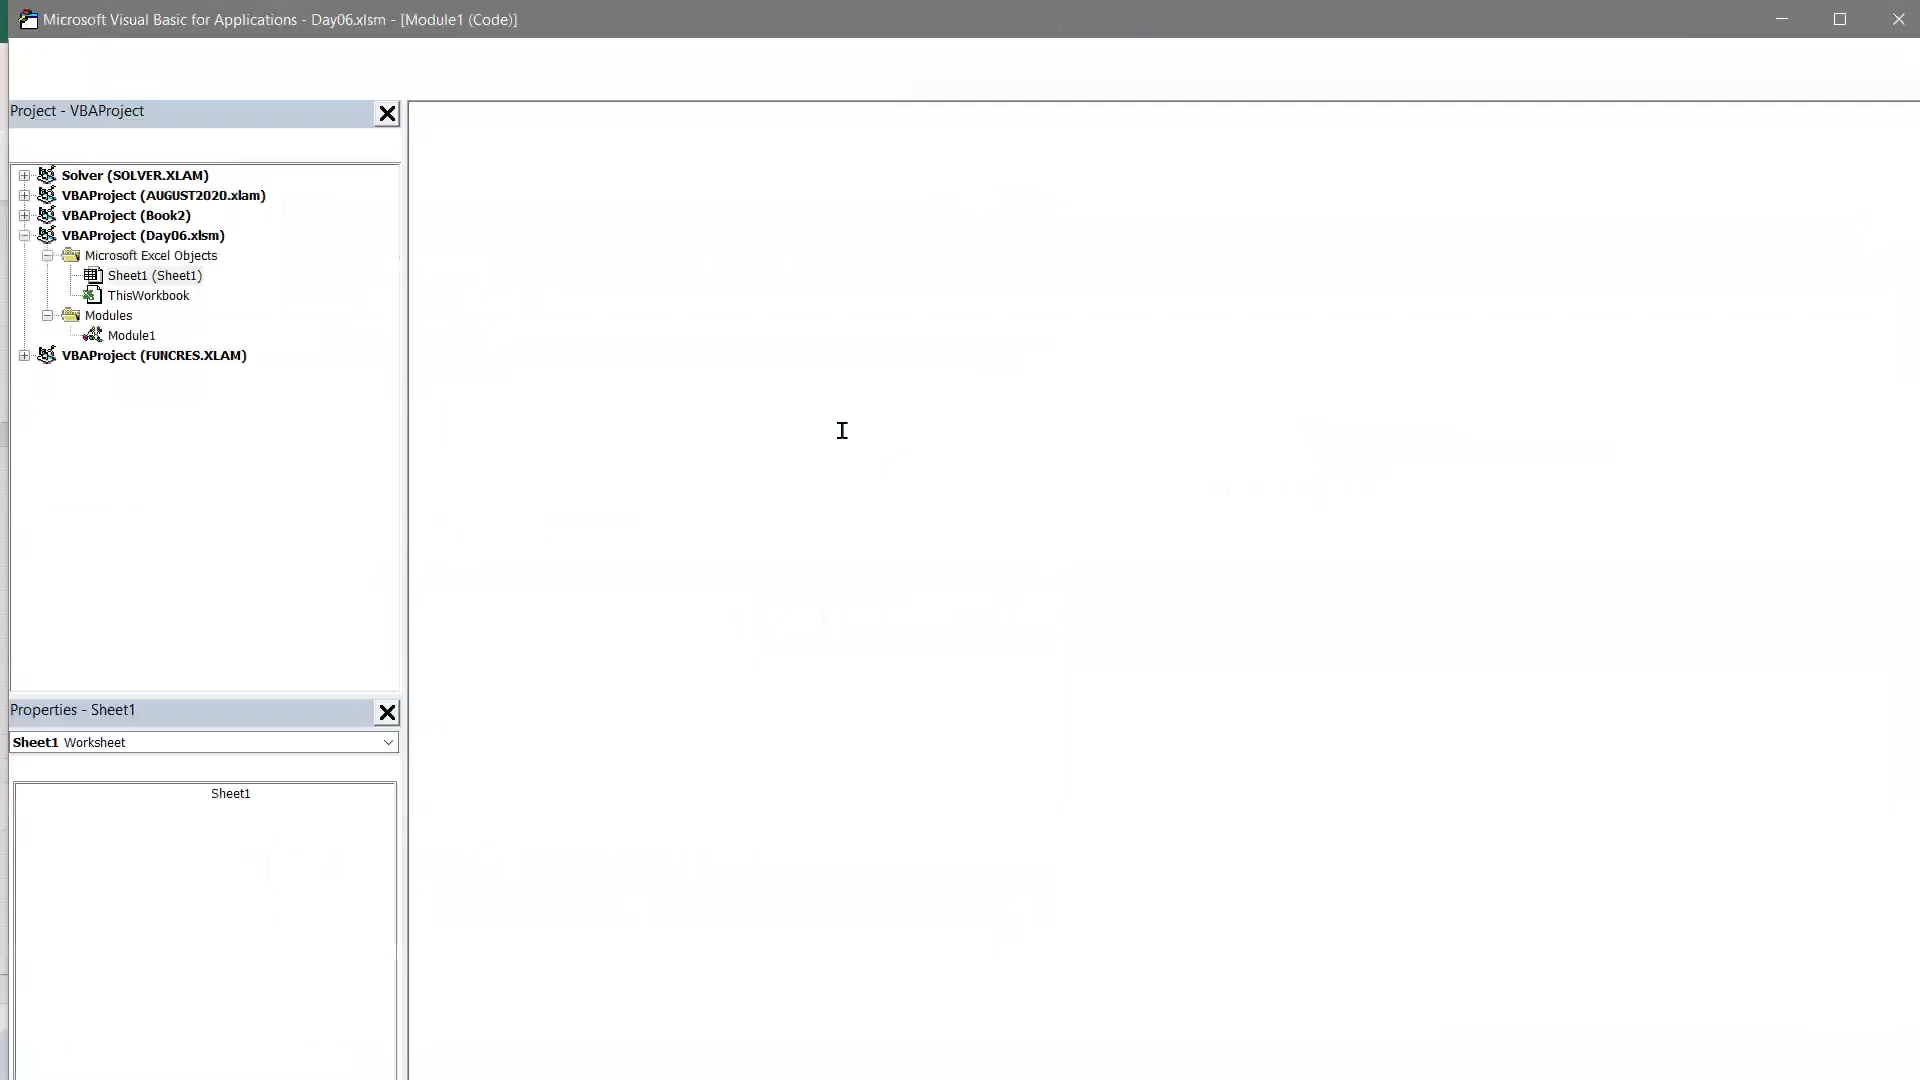 Microsoft Visual Basic for Applications - Day06.xlsm - [Module1 (Code)]
Project - VBAProject
Solver (SOLVER.XLAM)
VBAProject (AUGUST2020.xlam)
VBAProject (Book2)
VBAProject (Day06.xlsm)
Microsoft Excel Objects
Sheet1 (Sheet1)
ThisWorkbook
Modules
Module1
VBAProject (FUNCRES.XLAM)
Properties - Sheet1
Sheet1 Worksheet
Sheet1